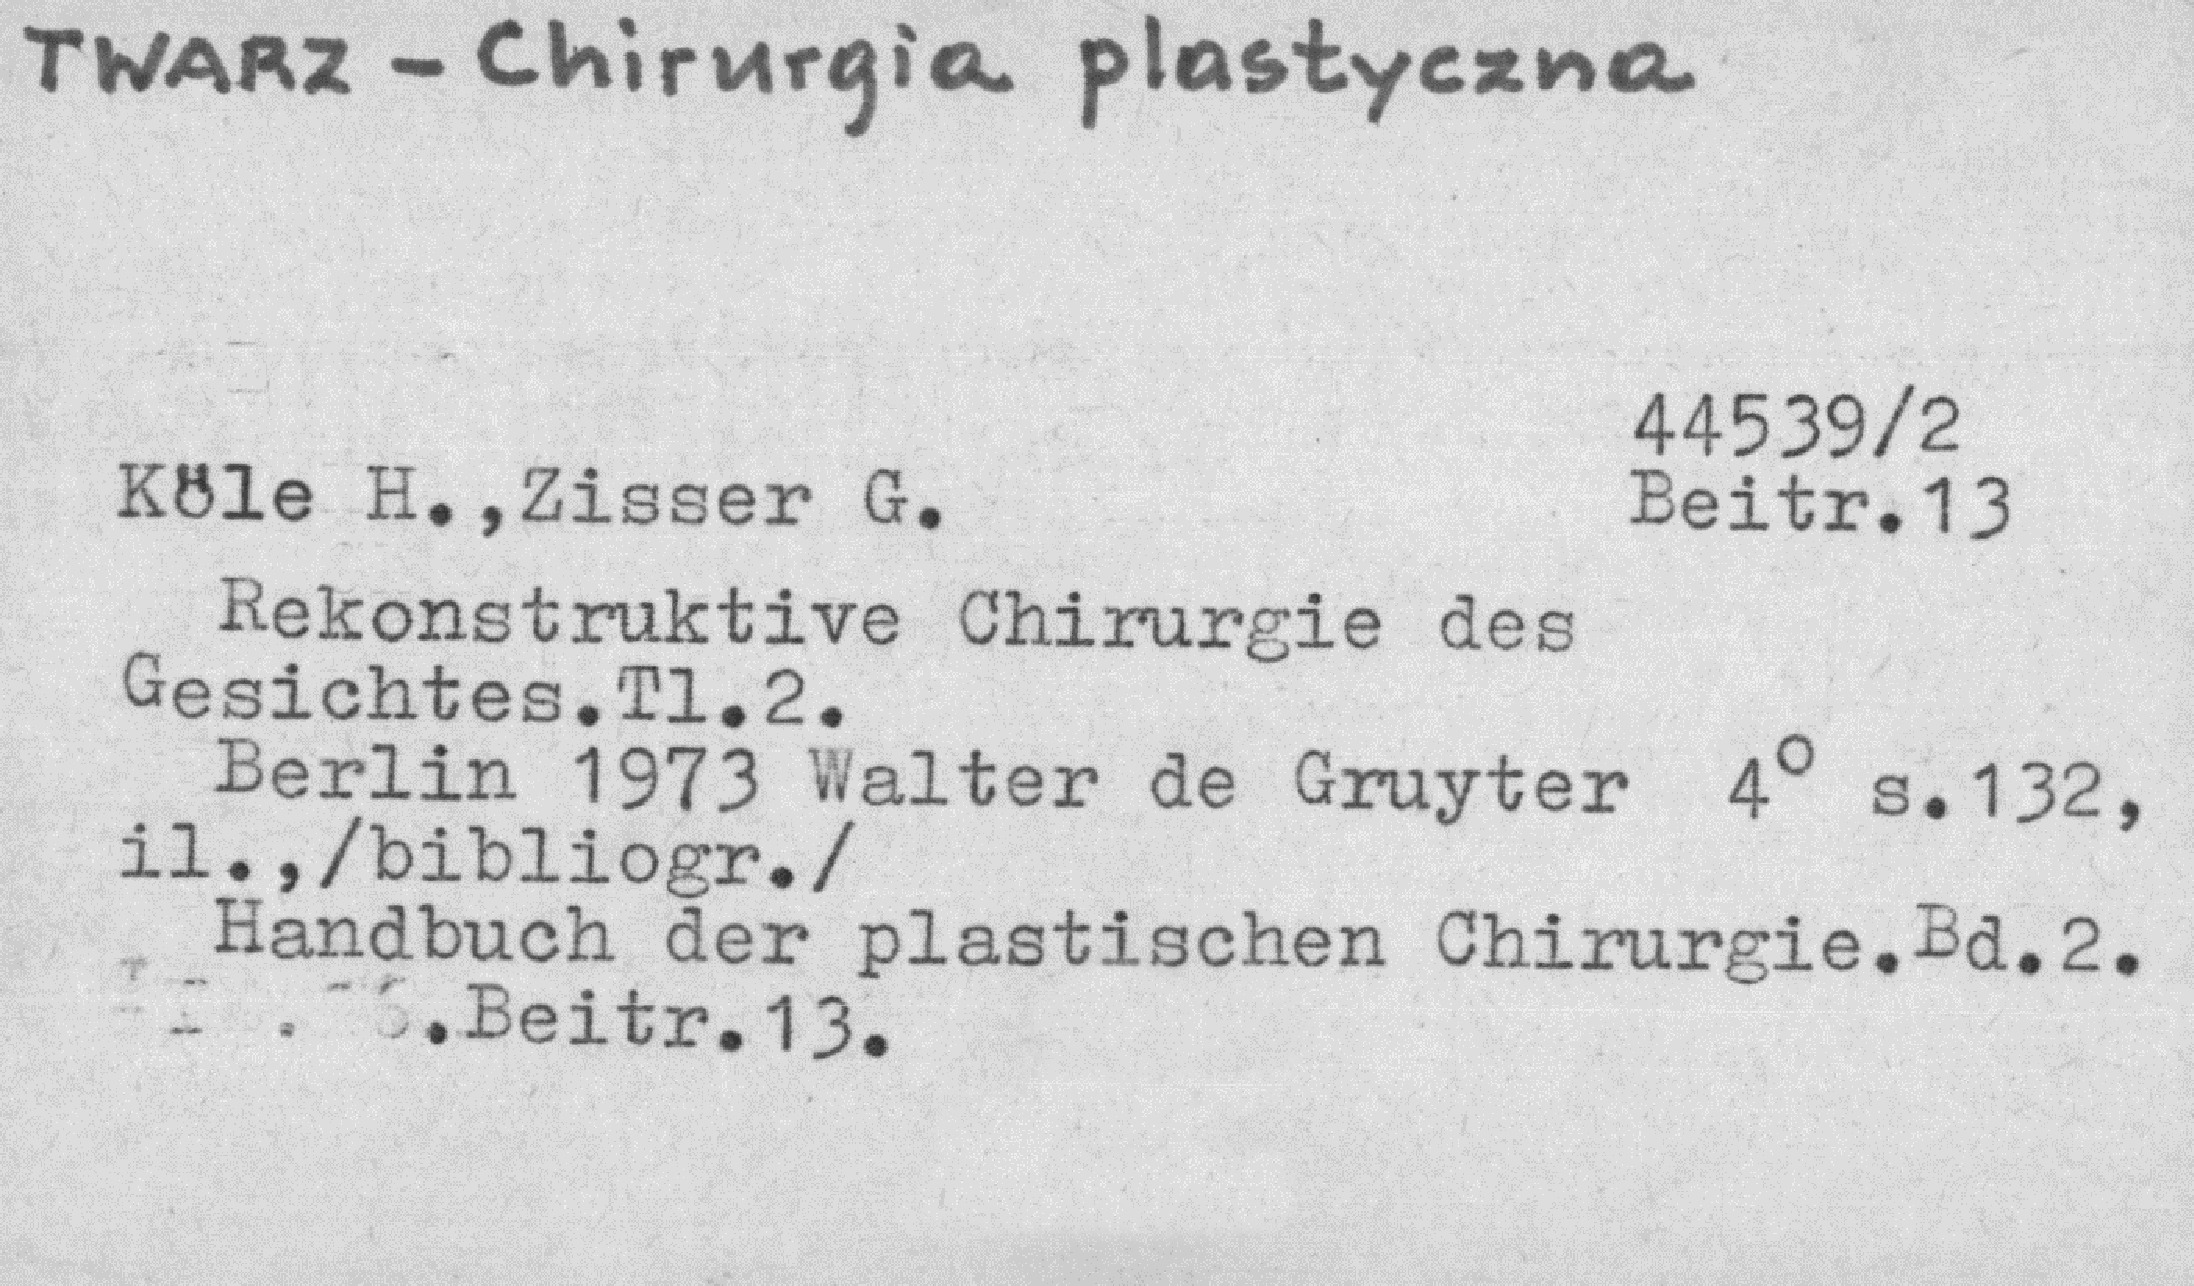 TWARZ - Chirurgia plastyczna
44539/2
Köle H.,Zisser G.
Beitr.13
Rekonstruktive Chirurgie des
Gesichtes.Tl.2.
Berlin 1973 Walter de Gruyter 4° s.132,
il.,/bibliogr./
Handbuch der plastischen Chirurgie.Bd.2.
.Beitr.13.